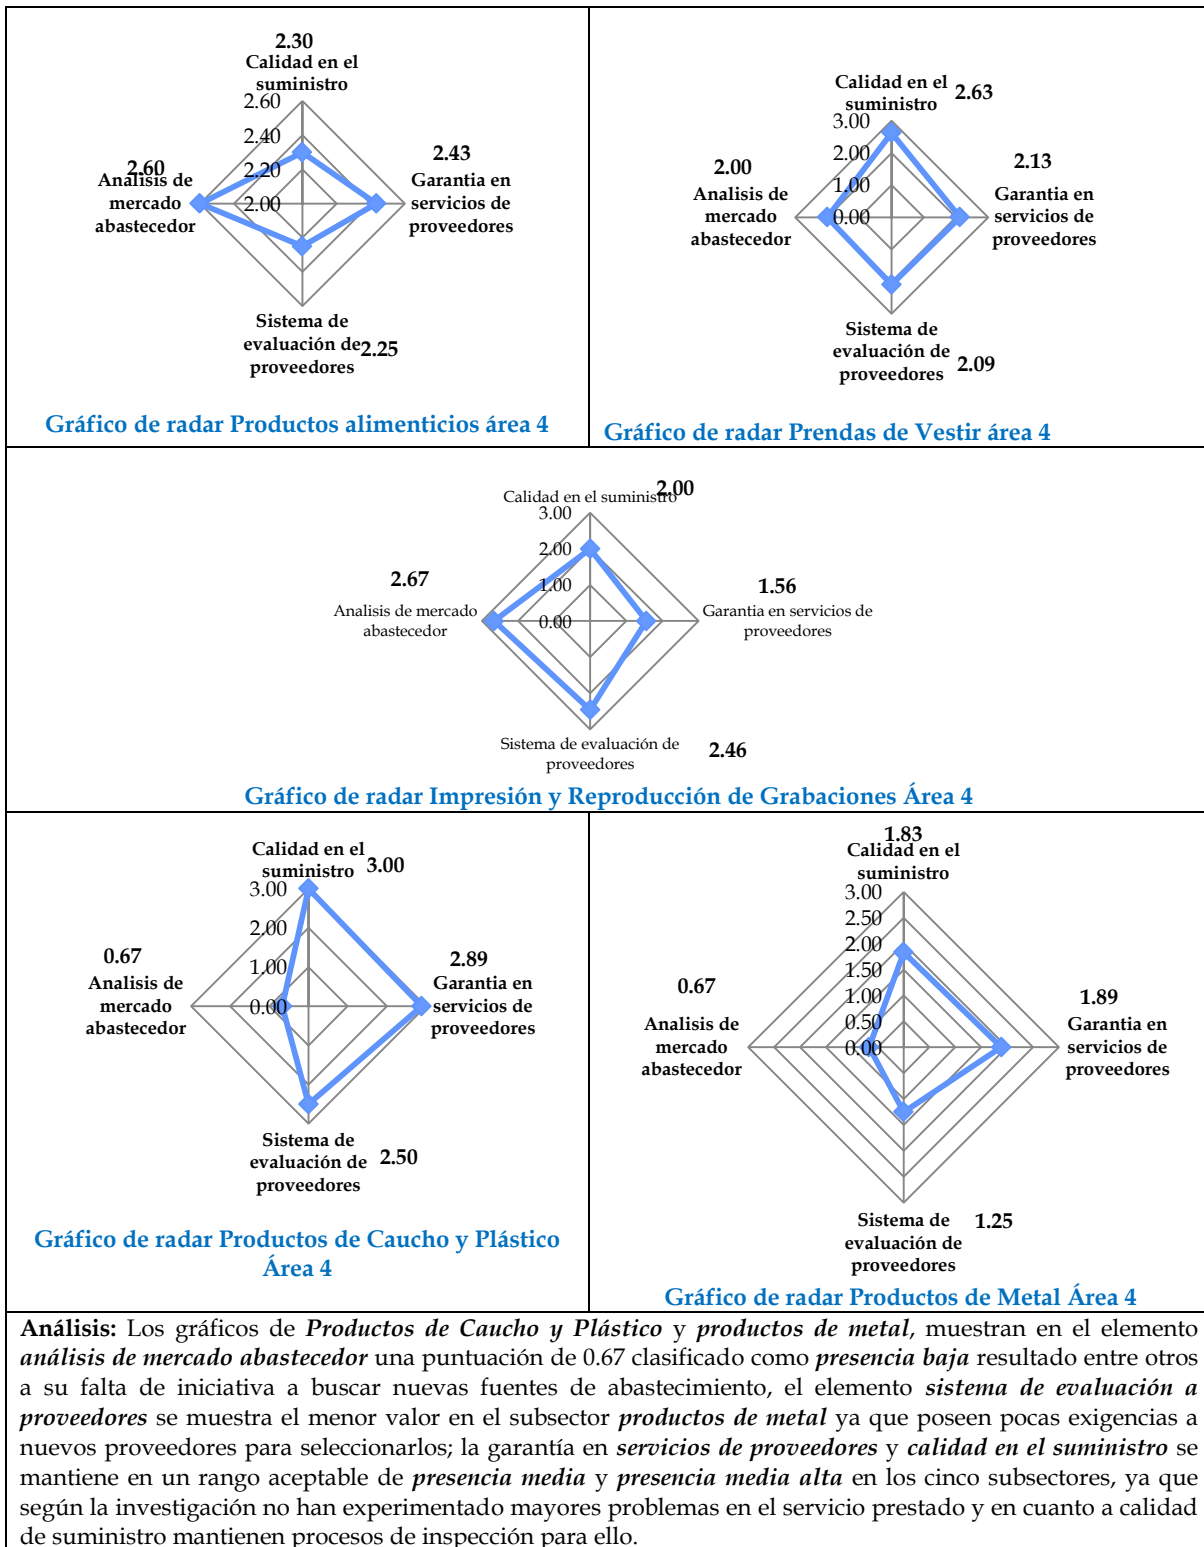 2.30
Calidad en el
suministro
2.60
2.40
2.20
2.00
2.43
Garantia en
servicios de
proveedores
2.60
Analisis de
mercado
abastecedor
Sistema de
evaluación de
proveedores
2.25
Gráfico de radar Productos alimenticios área 4
Calidad en el
suministro
2.63
3.00
2.00
1.00
0.00
2.13
Garantia en
servicios de
proveedores
2.00
Analisis de
mercado
abastecedor
Sistema de
evaluación de
proveedores
2.09
Gráfico de radar Prendas de Vestir área 4
2.00
Calidad en el suministro
3.00
2.00
1.00
0.00
1.56
Garantia en servicios de
proveedores
2.67
Analisis de mercado
abastecedor
Sistema de evaluación de
proveedores
2.46
Gráfico de radar Impresión y Reproducción de Grabaciones Área 4
Calidad en el
suministro
3.00
3.00
2.00
1.00
0.00
2.89
Garantia en
servicios de
proveedores
0.67
Analisis de
mercado
abastecedor
Sistema de
evaluación de
proveedores
2.50
Gráfico de radar Productos de Caucho y Plástico
Área 4
1.83
Calidad en el
suministro
3.00
2.50
2.00
1.50
1.00
0.50
0.00
1.89
Garantia en
servicios de
proveedores
0.67
Analisis de
mercado
abastecedor
Sistema de
evaluación de
proveedores
1.25
Gráfico de radar Productos de Metal Área 4
Análisis: Los gráficos de Productos de Caucho y Plástico y productos de metal, muestran en el elemento
análisis de mercado abastecedor una puntuación de 0.67 clasificado como presencia baja resultado entre otros
a su falta de iniciativa a buscar nuevas fuentes de abastecimiento, el elemento sistema de evaluación a
proveedores se muestra el menor valor en el subsector productos de metal ya que poseen pocas exigencias a
nuevos proveedores para seleccionarlos; la garantía en servicios de proveedores y calidad en el suministro se
mantiene en un rango aceptable de presencia media y presencia media alta en los cinco subsectores, ya que
según la investigación no han experimentado mayores problemas en el servicio prestado y en cuanto a calidad
de suministro mantienen procesos de inspección para ello.